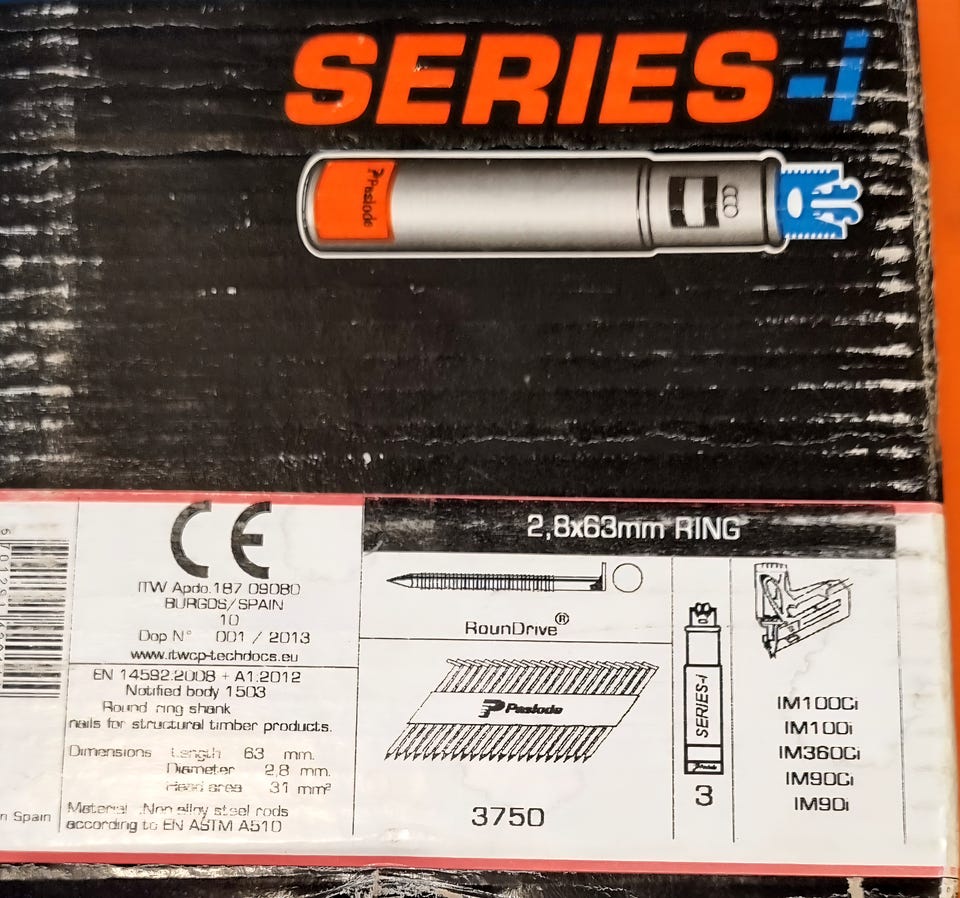 SERIES-i
Paslode
2,8x63mm RING
CE
ITW Apdo.187 09080
BURGOS/SPAIN
10
Dop N° 001 / 2013
www.itwcp-techdocs.eu
EN 14592:2008 + A1:2012
Notified body 1503
Round ring shank
nails for structural timber products.
Dimensions Length 63 mm.
Diameter 2,8 mm.
Head area 31 mm²
Material :Non alloy steel rods
according to EN ASTM A510
n Spain
RounDrive®
Paslode
3750
SERIES-i
Paslode
3
IM100Ci
IM100i
IM360Ci
IM90Ci
IM90i